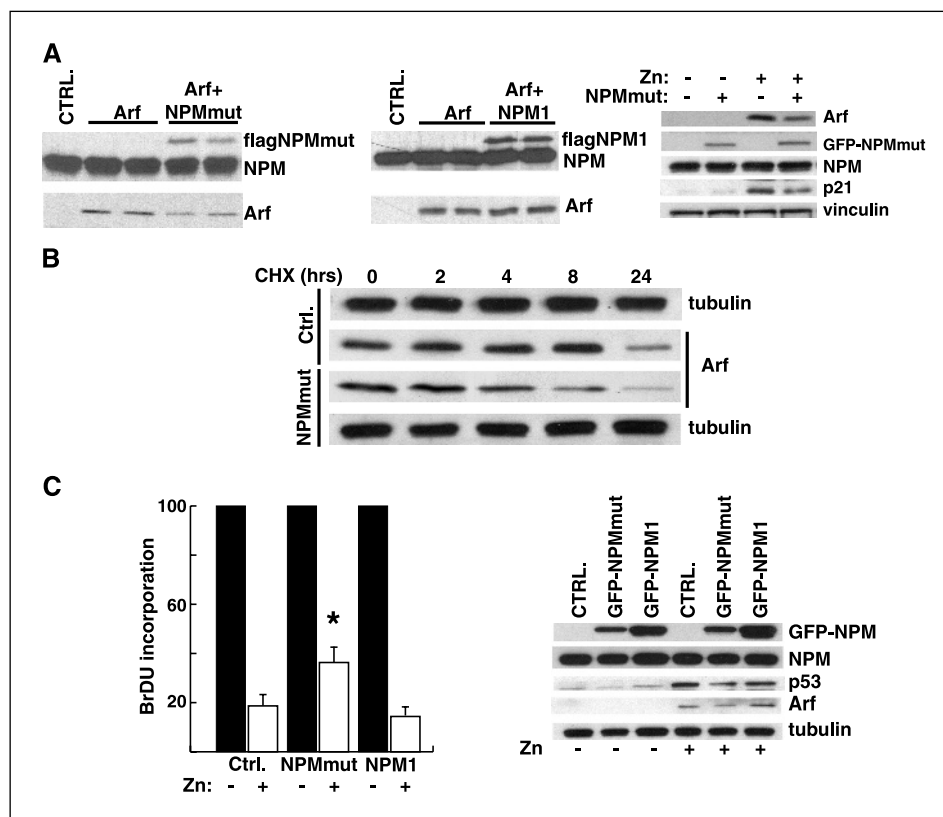 A
CTRL.
Arf
Arf+
NPMmut
flagNPMmut
NPM
Arf
CTRL.
Arf
Arf+
NPM1
flagNPM1
NPM
Arf
Zn: - - + +
NPMmut: - + - +
Arf
GFP-NPMmut
NPM
p21
vinculin
B
CHX (hrs) 0 2 4 8 24
Ctrl.
NPMmut
tubulin
Arf
tubulin
C
BrDU incorporation
100
60
20
*
Ctrl. NPMmut NPM1
Zn: - + - + - +
CTRL.
GFP-NPMmut
GFP-NPM1
CTRL.
GFP-NPMmut
GFP-NPM1
GFP-NPM
NPM
p53
Arf
tubulin
Zn - - - + + +